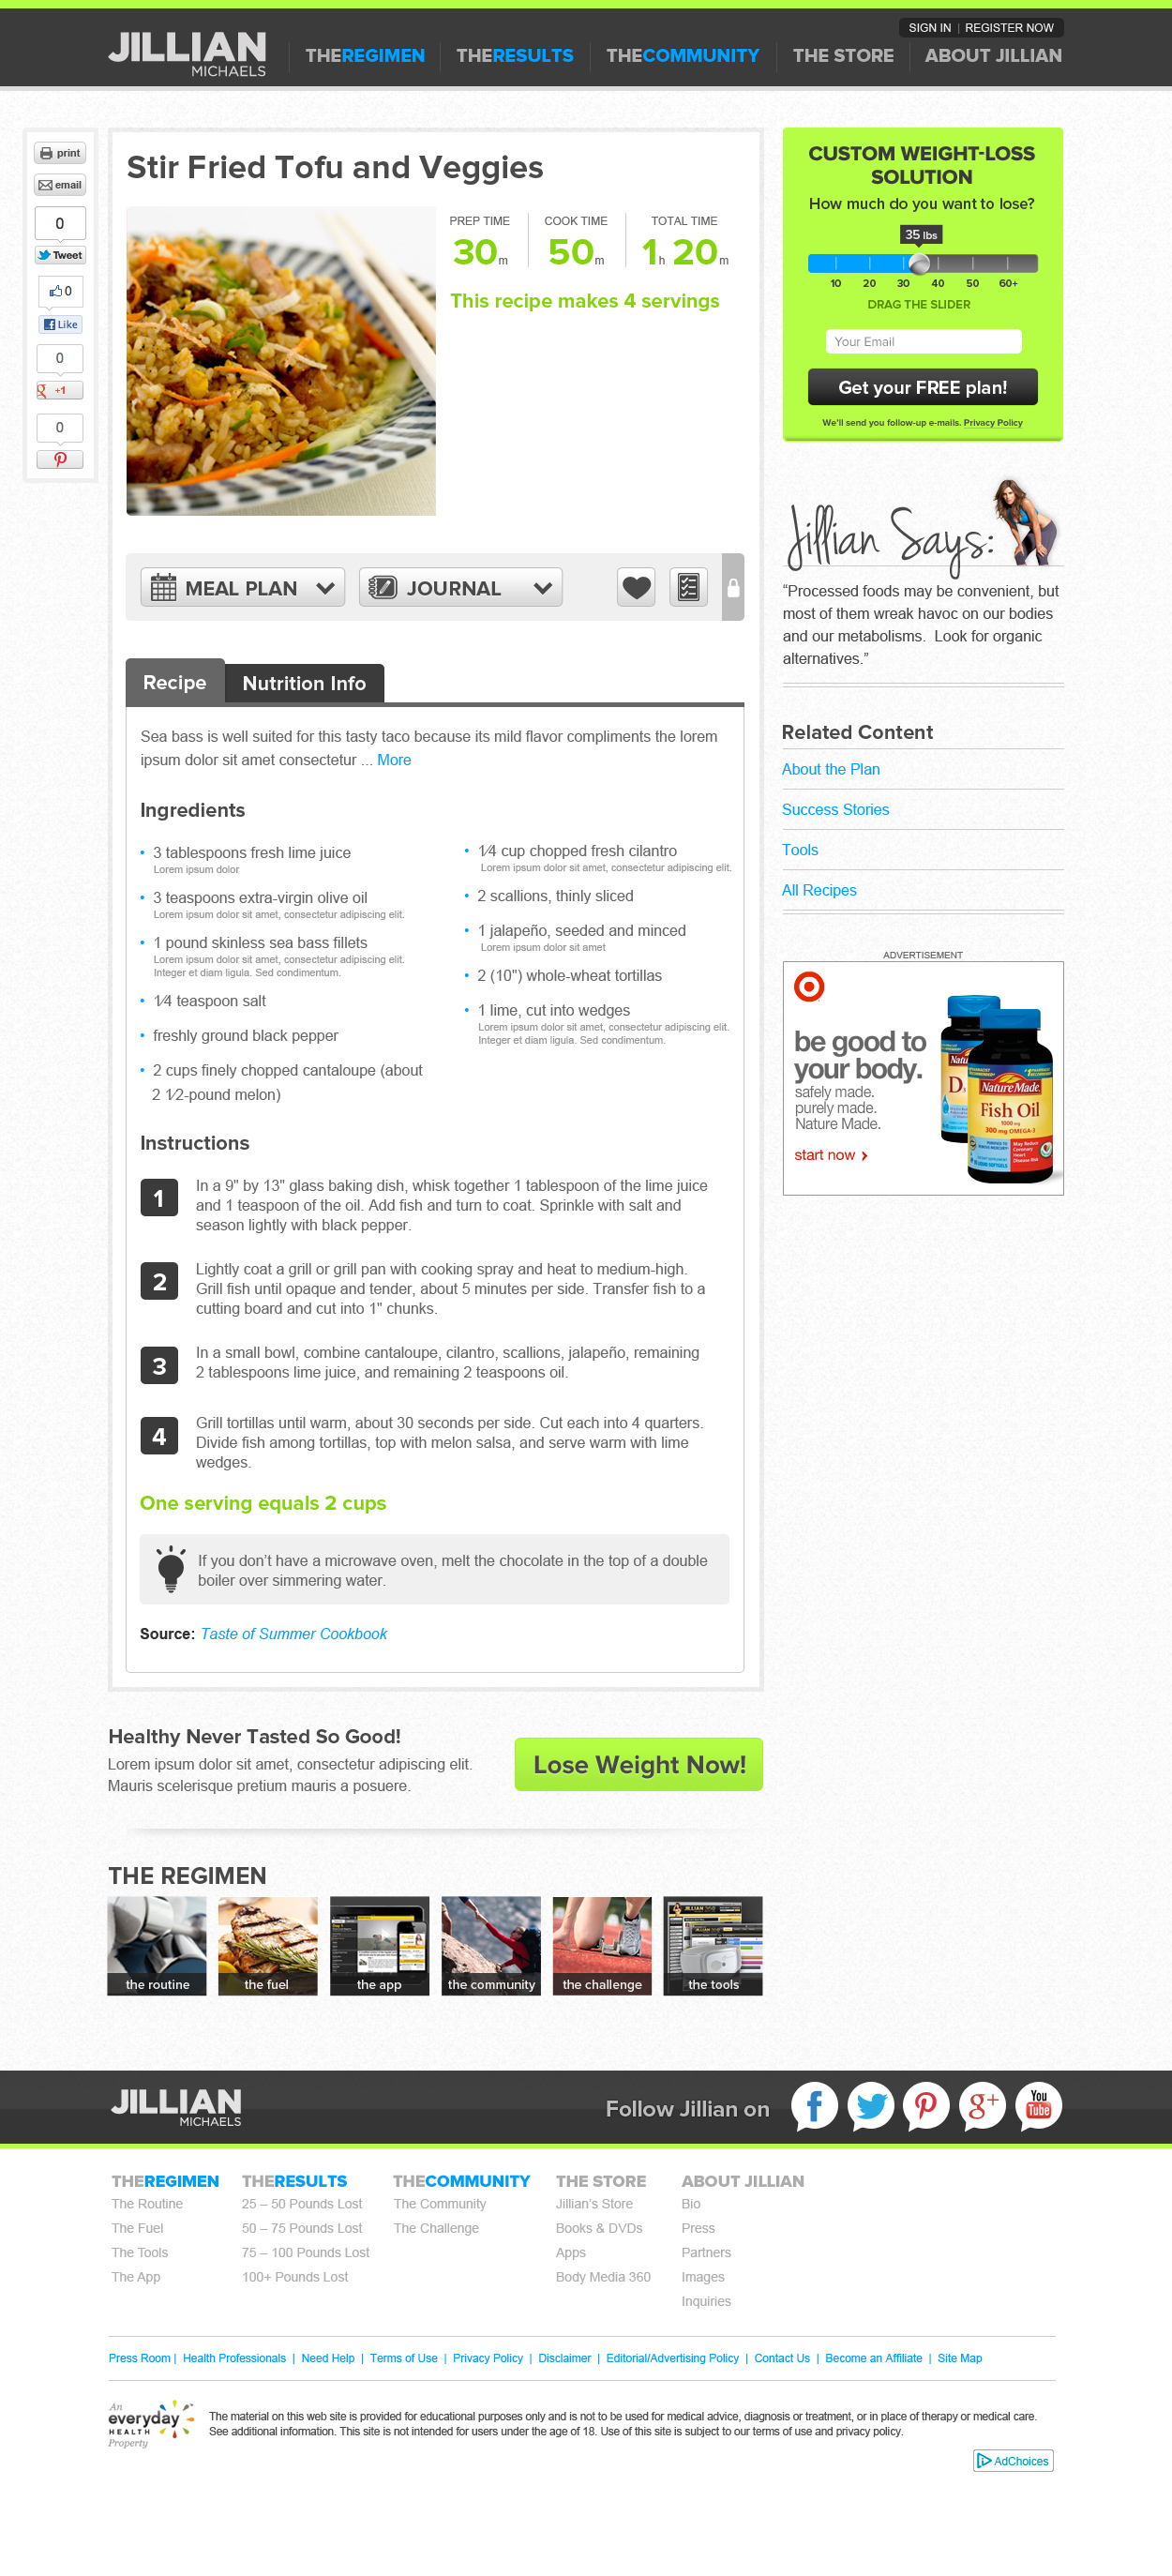 SIGN IN | REGISTER NOW
JILLIAN
MICHAELS
THEREGIMEN
THERESULTS
THECOMMUNITY
THE STORE
ABOUT JILLIAN
print
email
0
Tweet
0
Like
0
+1
0
Stir Fried Tofu and Veggies
PREP TIME
30m
COOK TIME
50m
TOTAL TIME
1h 20m
This recipe makes 4 servings
MEAL PLAN
JOURNAL
Recipe
Nutrition Info
Sea bass is well suited for this tasty taco because its mild flavor compliments the lorem
ipsum dolor sit amet consectetur ... More
Ingredients
• 3 tablespoons fresh lime juice
Lorem ipsum dolor
• 3 teaspoons extra-virgin olive oil
Lorem ipsum dolor sit amet, consectetur adipiscing elit.
• 1 pound skinless sea bass fillets
Lorem ipsum dolor sit amet, consectetur adipiscing elit.
Integer et diam ligula. Sed condimentum.
• 1⁄4 teaspoon salt
• freshly ground black pepper
• 2 cups finely chopped cantaloupe (about
2 1⁄2-pound melon)
• 1⁄4 cup chopped fresh cilantro
Lorem ipsum dolor sit amet, consectetur adipiscing elit.
• 2 scallions, thinly sliced
• 1 jalapeño, seeded and minced
Lorem ipsum dolor sit amet
• 2 (10") whole-wheat tortillas
• 1 lime, cut into wedges
Lorem ipsum dolor sit amet, consectetur adipiscing elit.
Integer et diam ligula. Sed condimentum.
Instructions
1
In a 9" by 13" glass baking dish, whisk together 1 tablespoon of the lime juice
and 1 teaspoon of the oil. Add fish and turn to coat. Sprinkle with salt and
season lightly with black pepper.
2
Lightly coat a grill or grill pan with cooking spray and heat to medium-high.
Grill fish until opaque and tender, about 5 minutes per side. Transfer fish to a
cutting board and cut into 1" chunks.
3
In a small bowl, combine cantaloupe, cilantro, scallions, jalapeño, remaining
2 tablespoons lime juice, and remaining 2 teaspoons oil.
4
Grill tortillas until warm, about 30 seconds per side. Cut each into 4 quarters.
Divide fish among tortillas, top with melon salsa, and serve warm with lime
wedges.
One serving equals 2 cups
If you don't have a microwave oven, melt the chocolate in the top of a double
boiler over simmering water.
Source: Taste of Summer Cookbook
CUSTOM WEIGHT-LOSS
SOLUTION
How much do you want to lose?
35 lbs
10 20 30 40 50 60+
DRAG THE SLIDER
Your Email
Get your FREE plan!
We'll send you follow-up e-mails. Privacy Policy
Jillian Says:
“Processed foods may be convenient, but
most of them wreak havoc on our bodies
and our metabolisms. Look for organic
alternatives.”
Related Content
About the Plan
Success Stories
Tools
All Recipes
ADVERTISEMENT
be good to
your body.
safely made.
purely made.
Nature Made.
start now
Nature Made
Fish Oil
1000 mg
300 mg OMEGA-3
May Reduce
Coronary
Heart
Disease Risk
D3
Healthy Never Tasted So Good!
Lorem ipsum dolor sit amet, consectetur adipiscing elit.
Mauris scelerisque pretium mauris a posuere.
Lose Weight Now!
THE REGIMEN
the routine
the fuel
the app
the community
the challenge
the tools
JILLIAN
MICHAELS
Follow Jillian on
g+
You
Tube
THEREGIMEN
The Routine
The Fuel
The Tools
The App
THERESULTS
25 – 50 Pounds Lost
50 – 75 Pounds Lost
75 – 100 Pounds Lost
100+ Pounds Lost
THECOMMUNITY
The Community
The Challenge
THE STORE
Jillian's Store
Books & DVDs
Apps
Body Media 360
ABOUT JILLIAN
Bio
Press
Partners
Images
Inquiries
Press Room | Health Professionals | Need Help | Terms of Use | Privacy Policy | Disclaimer | Editorial/Advertising Policy | Contact Us | Become an Affiliate | Site Map
An
everyday
HEALTH
Property
The material on this web site is provided for educational purposes only and is not to be used for medical advice, diagnosis or treatment, or in place of therapy or medical care.
See additional information. This site is not intended for users under the age of 18. Use of this site is subject to our terms of use and privacy policy.
AdChoices